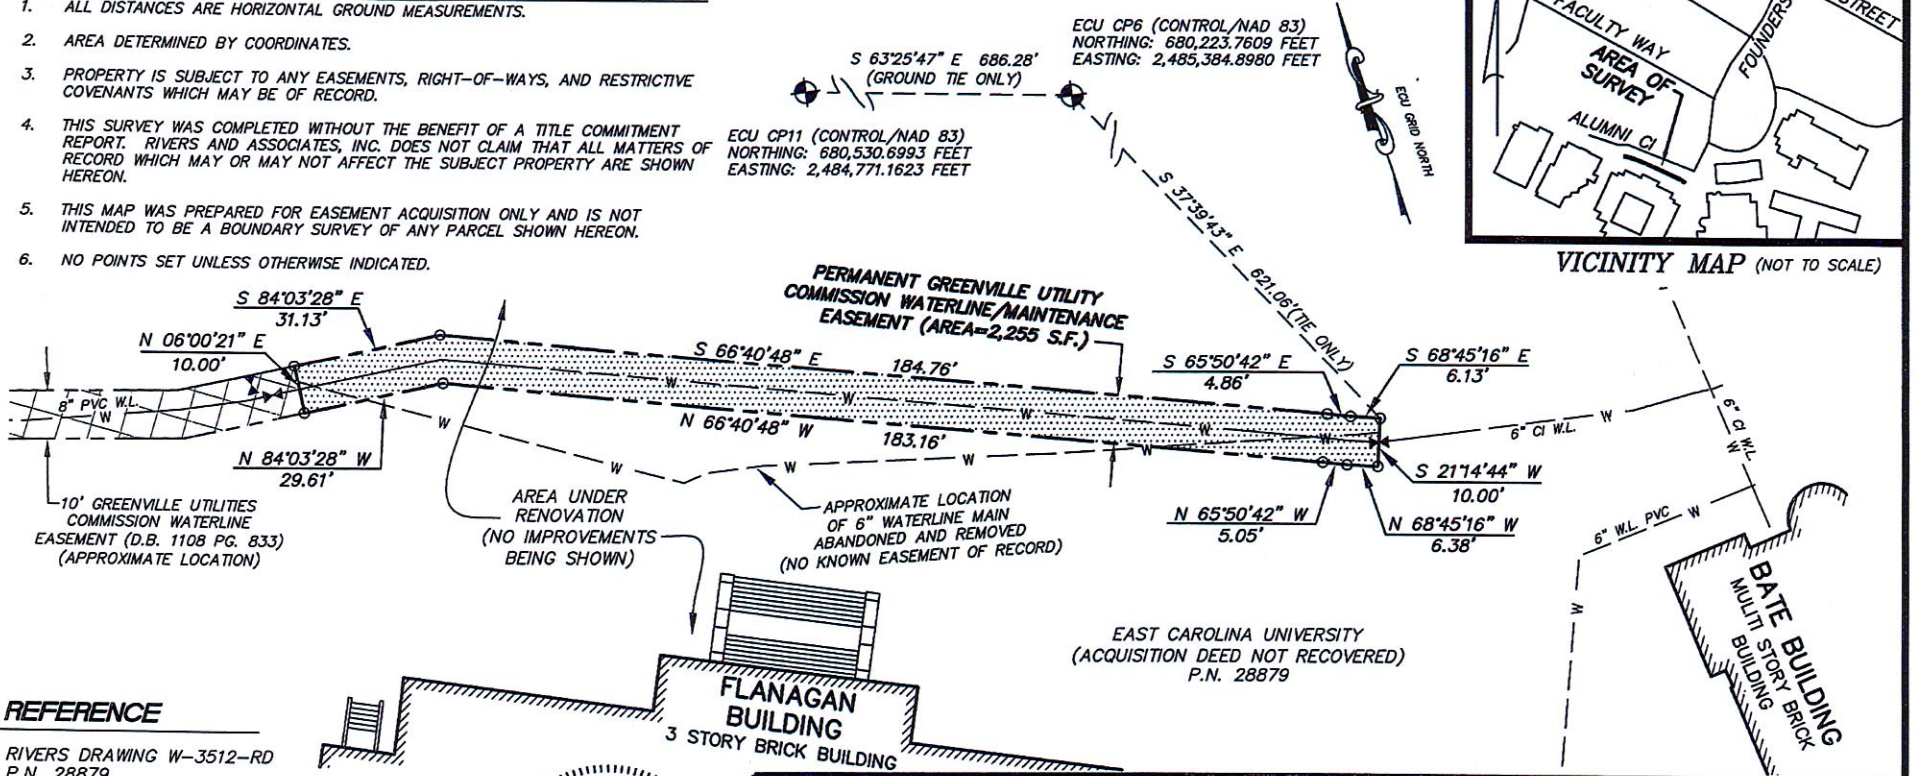 1. ALL DISTANCES ARE HORIZONTAL GROUND MEASUREMENTS.
2. AREA DETERMINED BY COORDINATES.
3. PROPERTY IS SUBJECT TO ANY EASEMENTS, RIGHT-OF-WAYS, AND RESTRICTIVE
COVENANTS WHICH MAY BE OF RECORD.
4. THIS SURVEY WAS COMPLETED WITHOUT THE BENEFIT OF A TITLE COMMITMENT
REPORT. RIVERS AND ASSOCIATES, INC. DOES NOT CLAIM THAT ALL MATTERS OF
RECORD WHICH MAY OR MAY NOT AFFECT THE SUBJECT PROPERTY ARE SHOWN
HEREON.
5. THIS MAP WAS PREPARED FOR EASEMENT ACQUISITION ONLY AND IS NOT
INTENDED TO BE A BOUNDARY SURVEY OF ANY PARCEL SHOWN HEREON.
6. NO POINTS SET UNLESS OTHERWISE INDICATED.
S 63°25'47" E 686.28'
(GROUND TIE ONLY)
ECU CP6 (CONTROL/NAD 83)
NORTHING: 680,223.7609 FEET
EASTING: 2,485,384.8980 FEET
ECU CP11 (CONTROL/NAD 83)
NORTHING: 680,530.6993 FEET
EASTING: 2,484,771.1623 FEET
S 37°39'43" E 621.06'(TIE ONLY)
ECU GRID NORTH
FACULTY WAY
FOUNDERS
STREET
AREA OF
SURVEY
ALUMNI CI
VICINITY MAP (NOT TO SCALE)
PERMANENT GREENVILLE UTILITY
COMMISSION WATERLINE/MAINTENANCE
EASEMENT (AREA=2,255 S.F.)
S 84°03'28" E
31.13'
N 06°00'21" E
10.00'
S 66°40'48" E 184.76'
S 65°50'42" E
4.86'
S 68°45'16" E
6.13'
8" PVC W.L.
W
W
W
W
W
W
N 66°40'48" W 183.16'
N 84°03'28" W
29.61'
W
W
W
W
W
6" CI W.L.
W
6" CI W.L.
W
S 21°14'44" W
10.00'
N 65°50'42" W
5.05'
N 68°45'16" W
6.38'
6" W.L. PVC W
W
10' GREENVILLE UTILITIES
COMMISSION WATERLINE
EASEMENT (D.B. 1108 PG. 833)
(APPROXIMATE LOCATION)
AREA UNDER
RENOVATION
(NO IMPROVEMENTS
BEING SHOWN)
APPROXIMATE LOCATION
OF 6" WATERLINE MAIN
ABANDONED AND REMOVED
(NO KNOWN EASEMENT OF RECORD)
EAST CAROLINA UNIVERSITY
(ACQUISITION DEED NOT RECOVERED)
P.N. 28879
BATE BUILDING
MULITI STORY BRICK
BUILDING
FLANAGAN
BUILDING
3 STORY BRICK BUILDING
REFERENCE
RIVERS DRAWING W-3512-RD
P.N. 28879